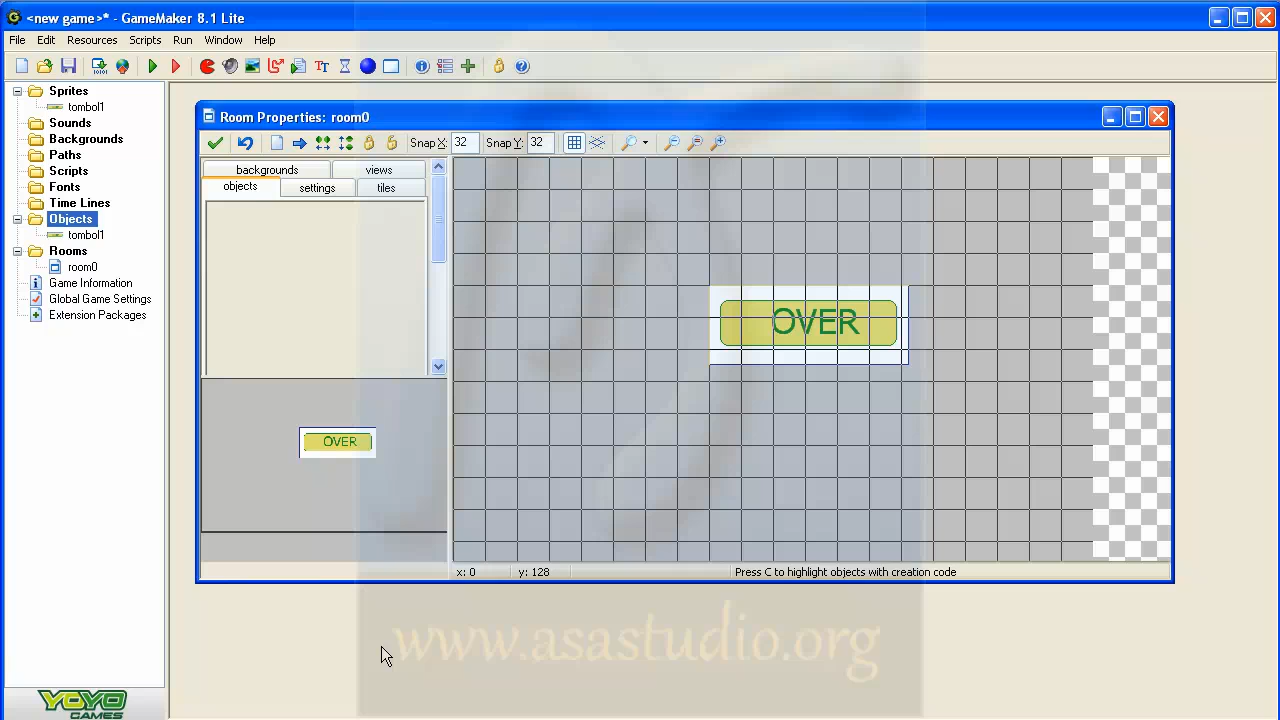 <new game>* - GameMaker 8.1 Lite
File Edit Resources Scripts Run Window Help
Sprites
tombol1
Sounds
Backgrounds
Paths
Scripts
Fonts
Time Lines
Objects
tombol1
Rooms
room0
Game Information
Global Game Settings
Extension Packages
YOYO
GAMES
Room Properties: room0
Snap X: 32 Snap Y: 32
backgrounds views
objects settings tiles
OVER
OVER
x: 0 y: 128 Press C to highlight objects with creation code
www.asastudio.org